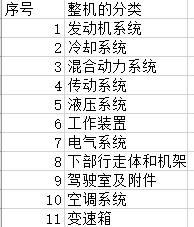 序号 整机的分类
1 发动机系统
2 冷却系统
3 混合动力系统
4 传动系统
5 液压系统
6 工作装置
7 电气系统
8 下部行走体和机架
9 驾驶室及附件
10 空调系统
11 变速箱